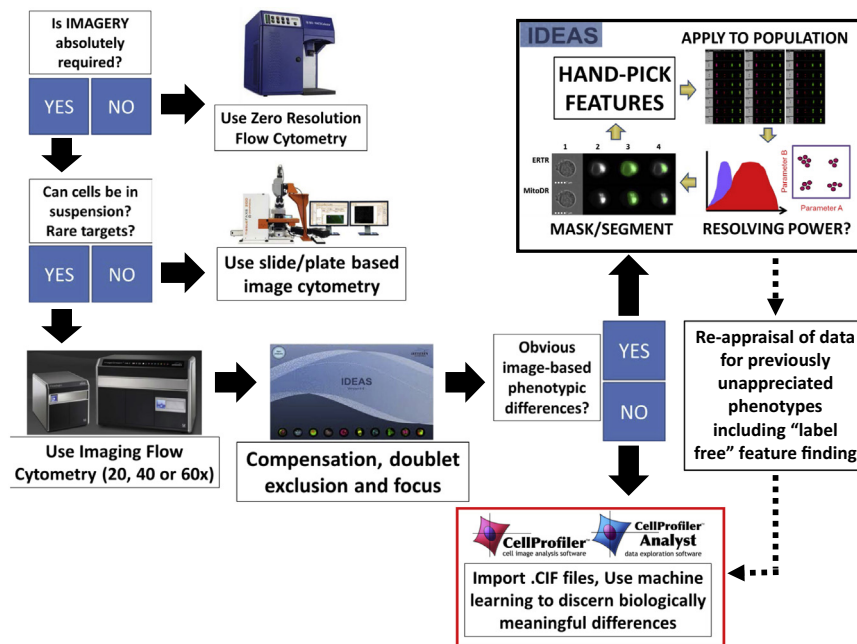 Is IMAGERY
absolutely
required?
YES
NO
Use Zero Resolution
Flow Cytometry
Can cells be in
suspension?
Rare targets?
YES
NO
Use slide/plate based
image cytometry
Use Imaging Flow
Cytometry (20, 40 or 60x)
IDEAS
Compensation, doublet
exclusion and focus
Obvious
image-based
phenotypic
differences?
YES
NO
IDEAS
APPLY TO POPULATION
HAND-PICK
FEATURES
1
2
3
4
ERTR
MitoDR
MASK/SEGMENT
Parameter B
Parameter A
RESOLVING POWER?
Re-appraisal of data
for previously
unappreciated
phenotypes
including “label
free” feature finding
CellProfiler™
cell image analysis software
CellProfiler™
Analyst
data exploration software
Import .CIF files, Use machine
learning to discern biologically
meaningful differences